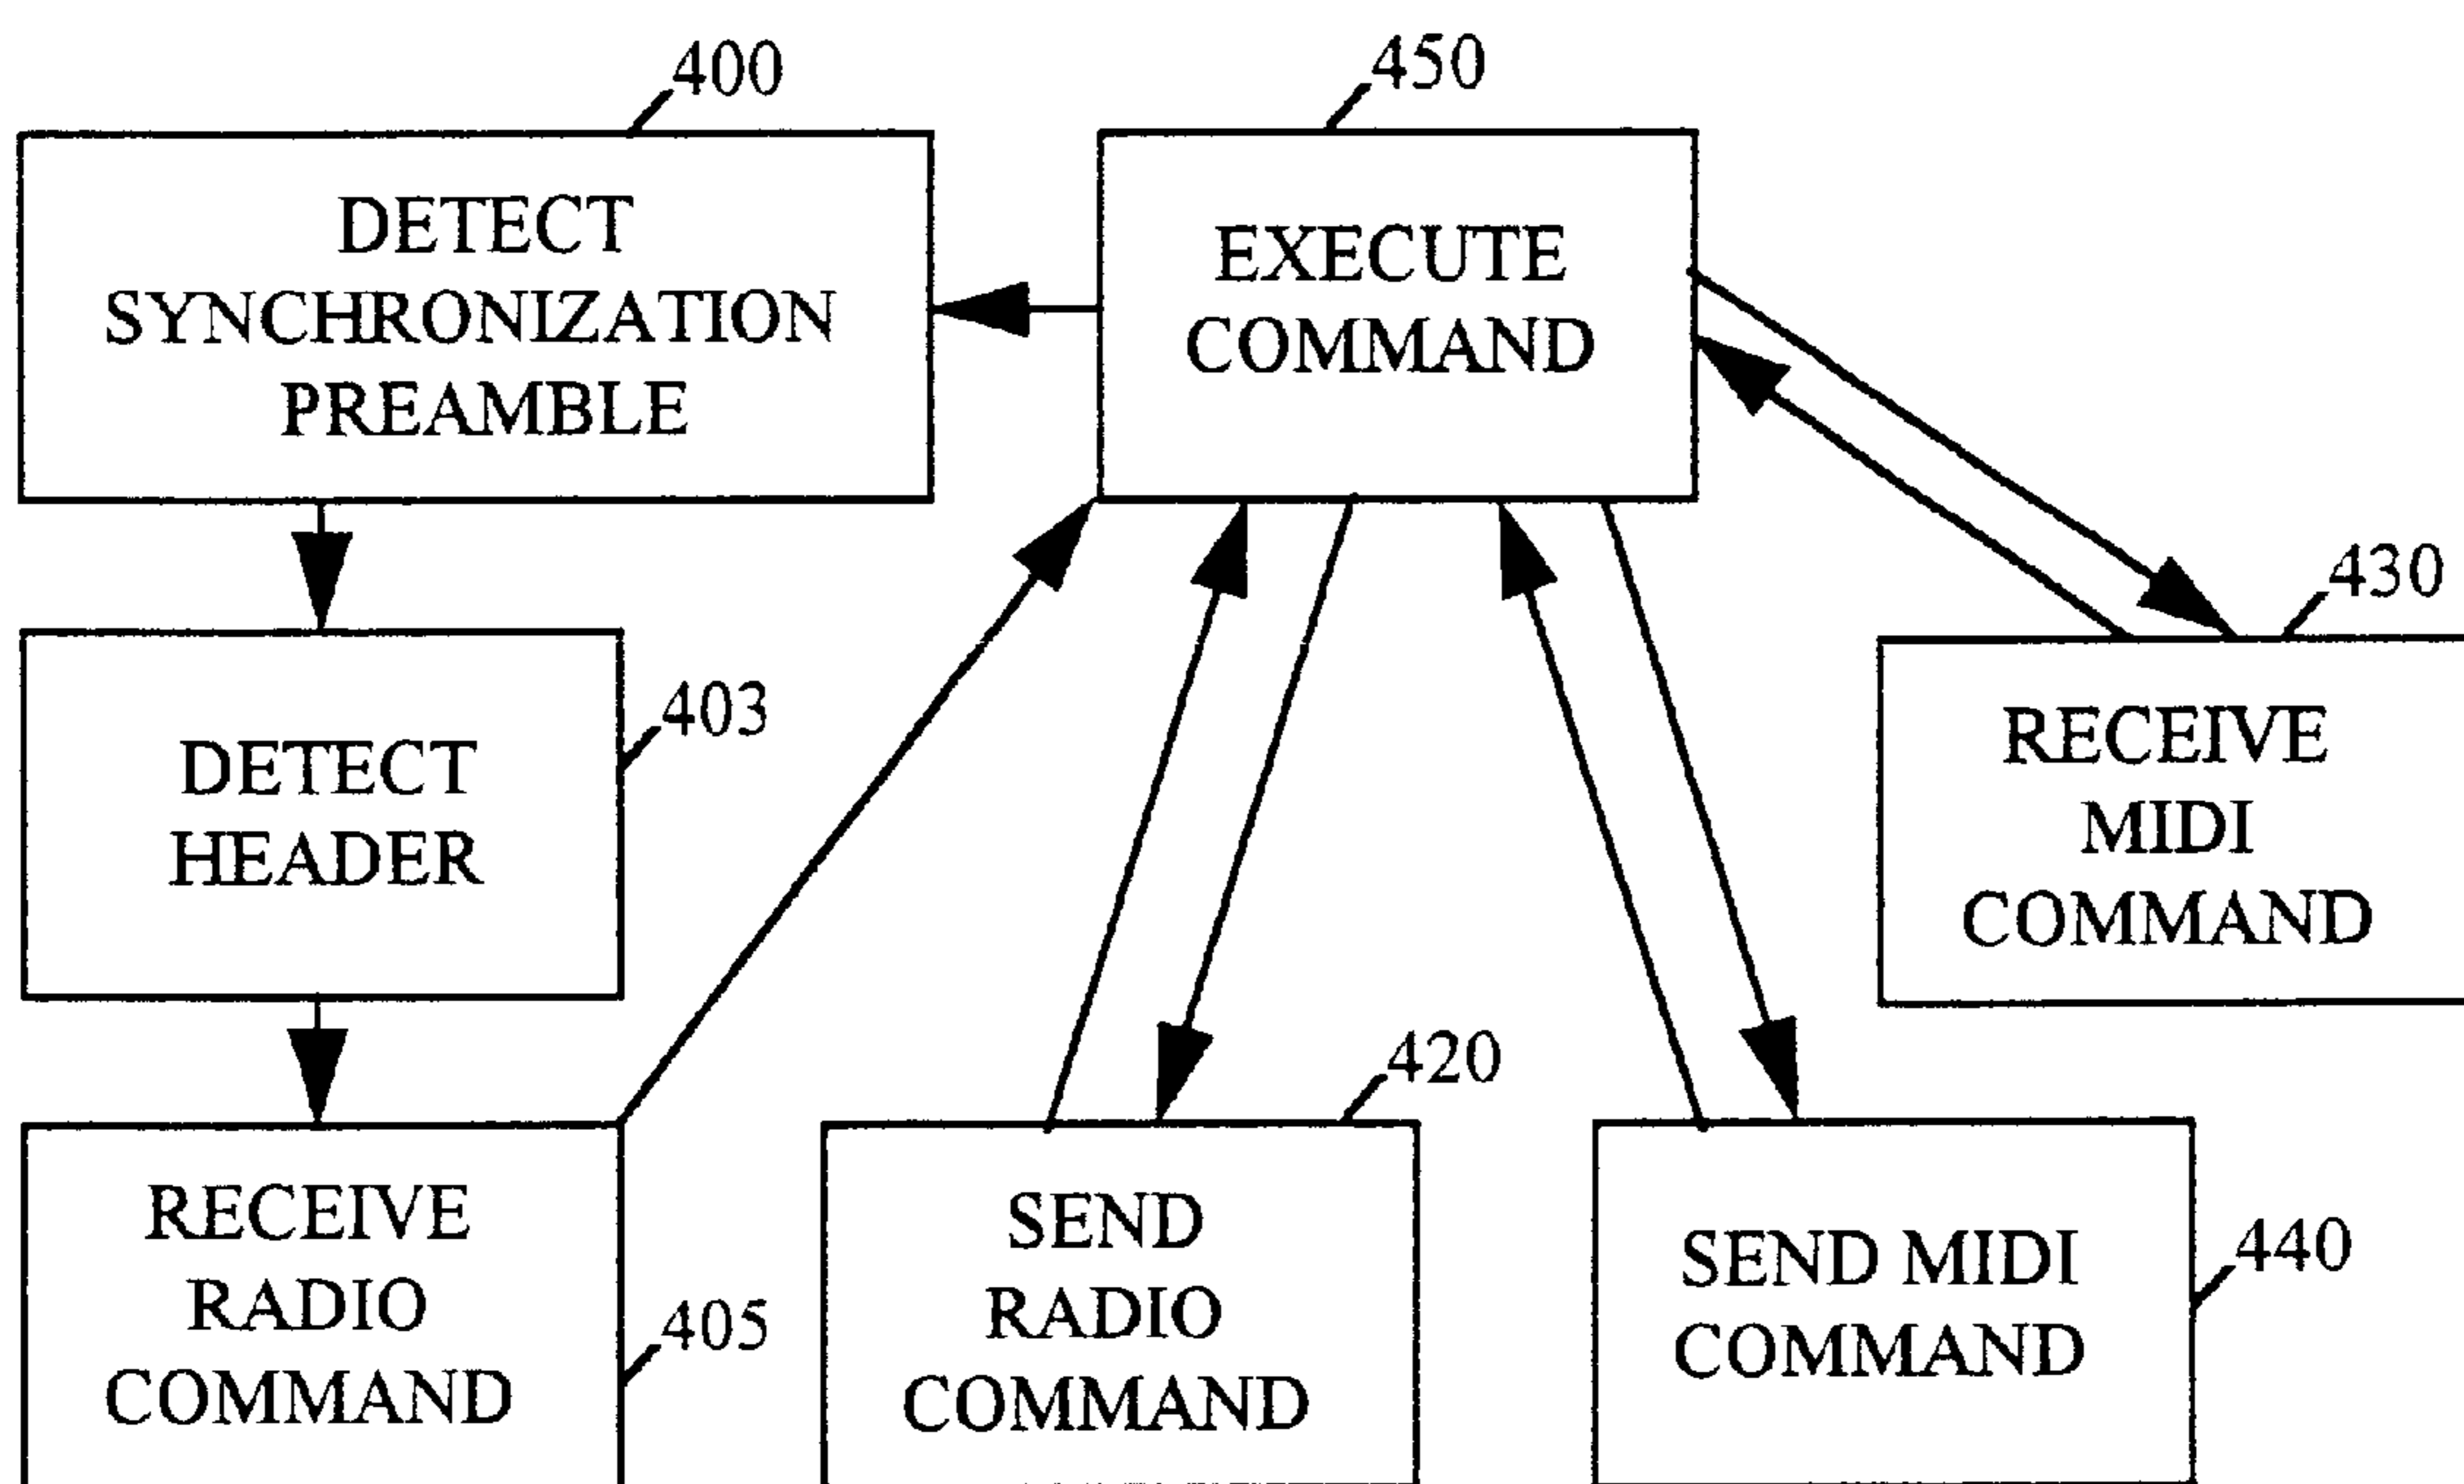 400
450
DETECT
SYNCHRONIZATION
PREAMBLE
EXECUTE
COMMAND
430
403
DETECT
HEADER
RECEIVE
MIDI
COMMAND
420
RECEIVE
RADIO
COMMAND
405
SEND
RADIO
COMMAND
SEND MIDI
COMMAND
440